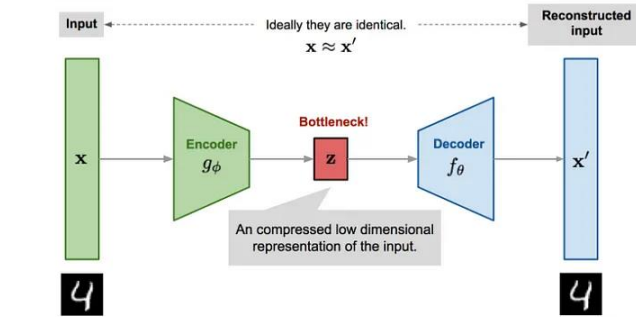 Input
Ideally they are identical.
x ≈ x′
Reconstructed
input
Bottleneck!
Encoder
gϕ
x
z
Decoder
fθ
x′
An compressed low dimensional
representation of the input.
4
4